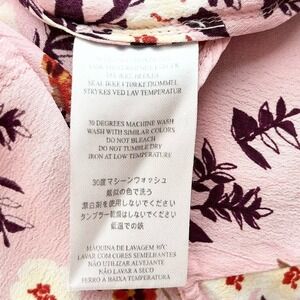 SKAL IKKE I TØRKETROMMEL
STRYKES VED LAV TEMPERATUR
30 DEGREES MACHINE WASH
WASH WITH SIMILAR COLORS
DO NOT BLEACH
DO NOT TUMBLE DRY
IRON AT LOW TEMPERATURE
30度マシーンウォッシュ
類似の色で洗う
漂白剤を使用しないでください
タンブラー乾燥はしないでください
低温での鉄
MÁQUINA DE LAVAGEM 30˚C
LAVAR COM CORES SEMELHANTES
NÃO UTILIZAR ALVEJANTE
NÃO LAVAR A SECO
FERRO A BAIXA TEMPERATURA